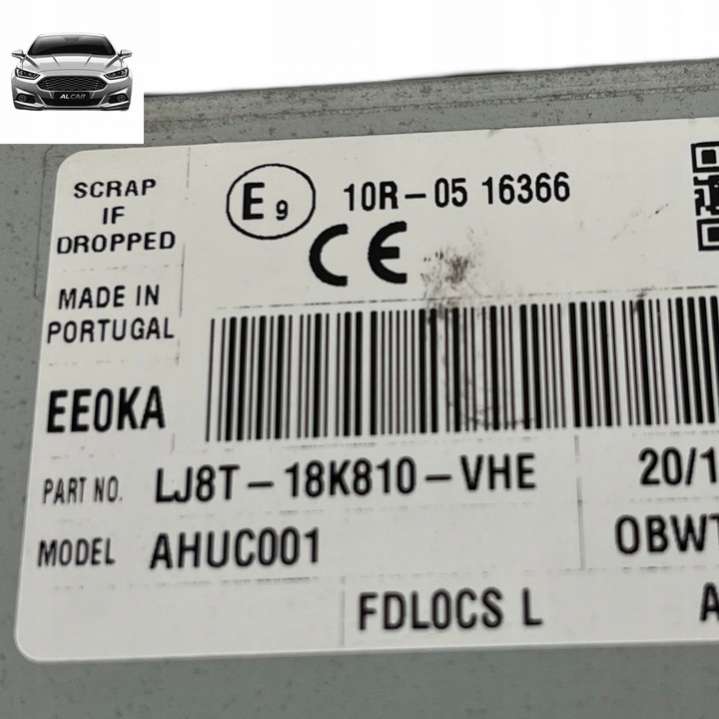 ALCAR
SCRAP
IF
DROPPED
E9
10R-05 16366
CE
MADE IN
PORTUGAL
EE0KA
PART NO. LJ8T-18K810-VHE
20/1
MODEL AHUC001
OBWT
FDLOCS L
A